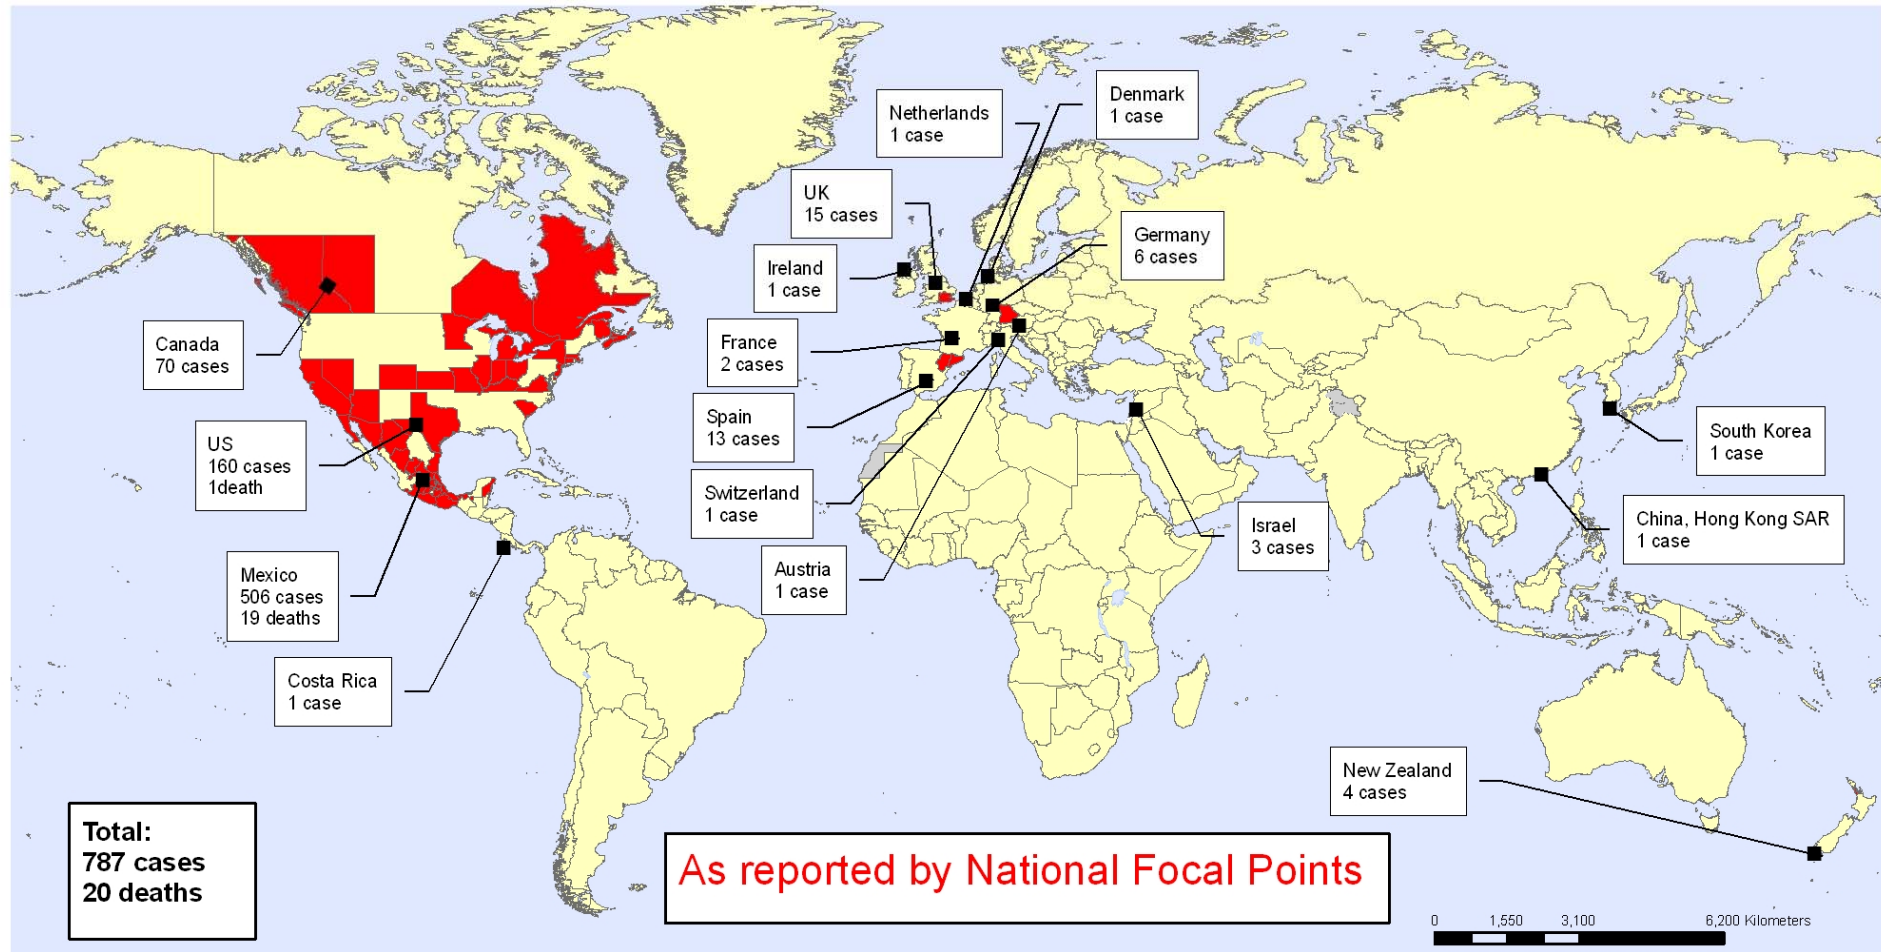 Denmark
1 case
Netherlands
1 case
UK
15 cases
Germany
6 cases
Ireland
1 case
Canada
70 cases
France
2 cases
Spain
13 cases
South Korea
1 case
US
160 cases
1death
Switzerland
1 case
China, Hong Kong SAR
1 case
Israel
3 cases
Austria
1 case
Mexico
506 cases
19 deaths
Costa Rica
1 case
New Zealand
4 cases
Total:
787 cases
20 deaths
As reported by National Focal Points
0 1,550 3,100 6,200 Kilometers